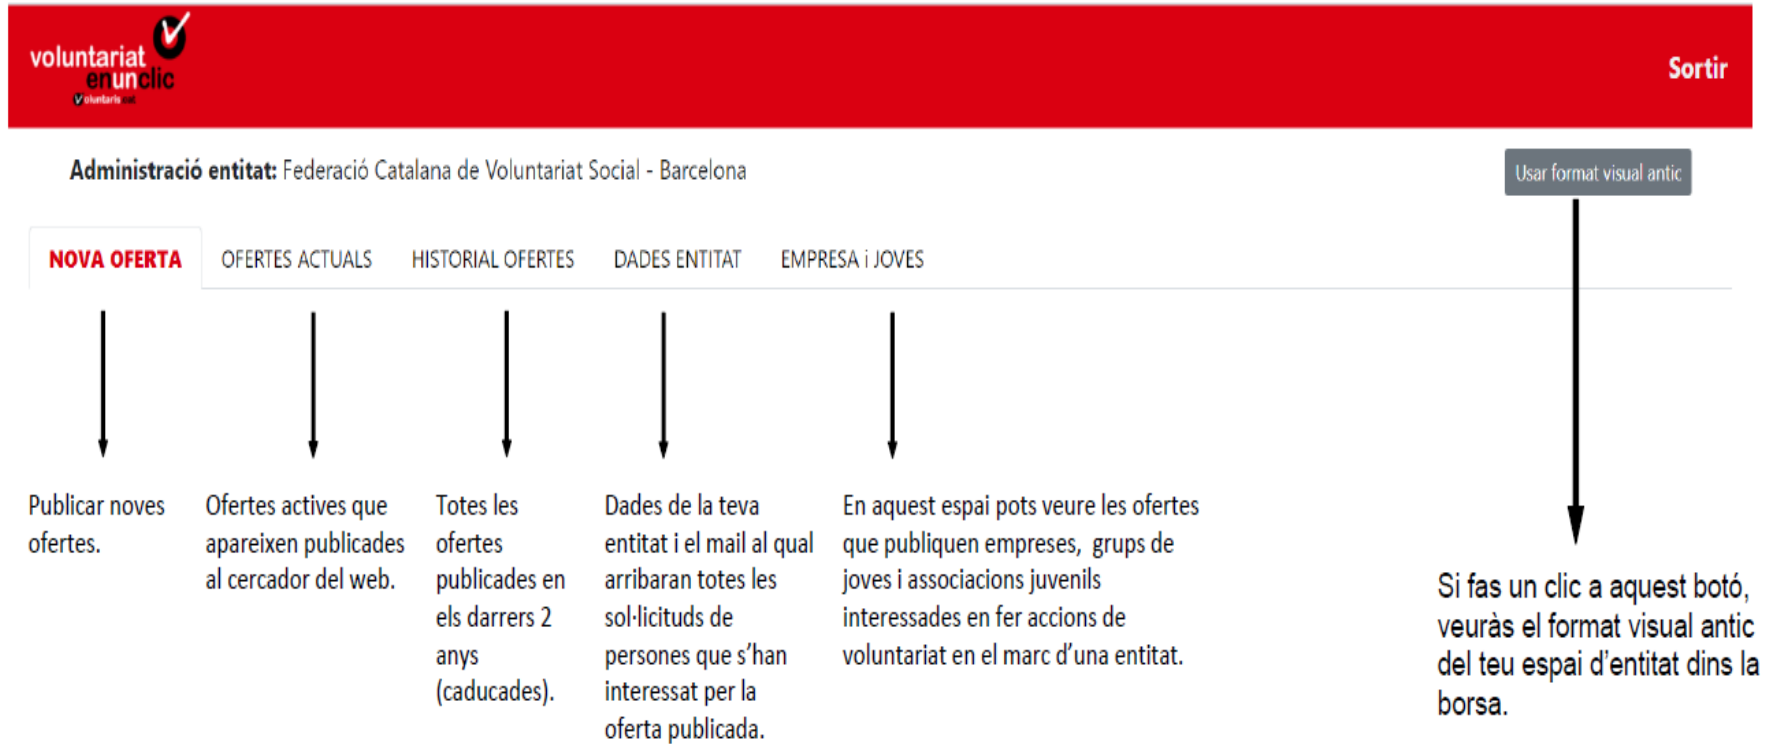 voluntariat
enunclic
Voluntaris.cat
Sortir
Administració entitat: Federació Catalana de Voluntariat Social - Barcelona
Usar format visual antic
NOVA OFERTA
OFERTES ACTUALS
HISTORIAL OFERTES
DADES ENTITAT
EMPRESA i JOVES
Publicar noves
ofertes.
Ofertes actives que
apareixen publicades
al cercador del web.
Totes les
ofertes
publicades en
els darrers 2
anys
(caducades).
Dades de la teva
entitat i el mail al qual
arribaran totes les
sol·licituds de
persones que s’han
interessat per la
oferta publicada.
En aquest espai pots veure les ofertes
que publiquen empreses, grups de
joves i associacions juvenils
interessades en fer accions de
voluntariat en el marc d’una entitat.
Si fas un clic a aquest botó,
veuràs el format visual antic
del teu espai d’entitat dins la
borsa.